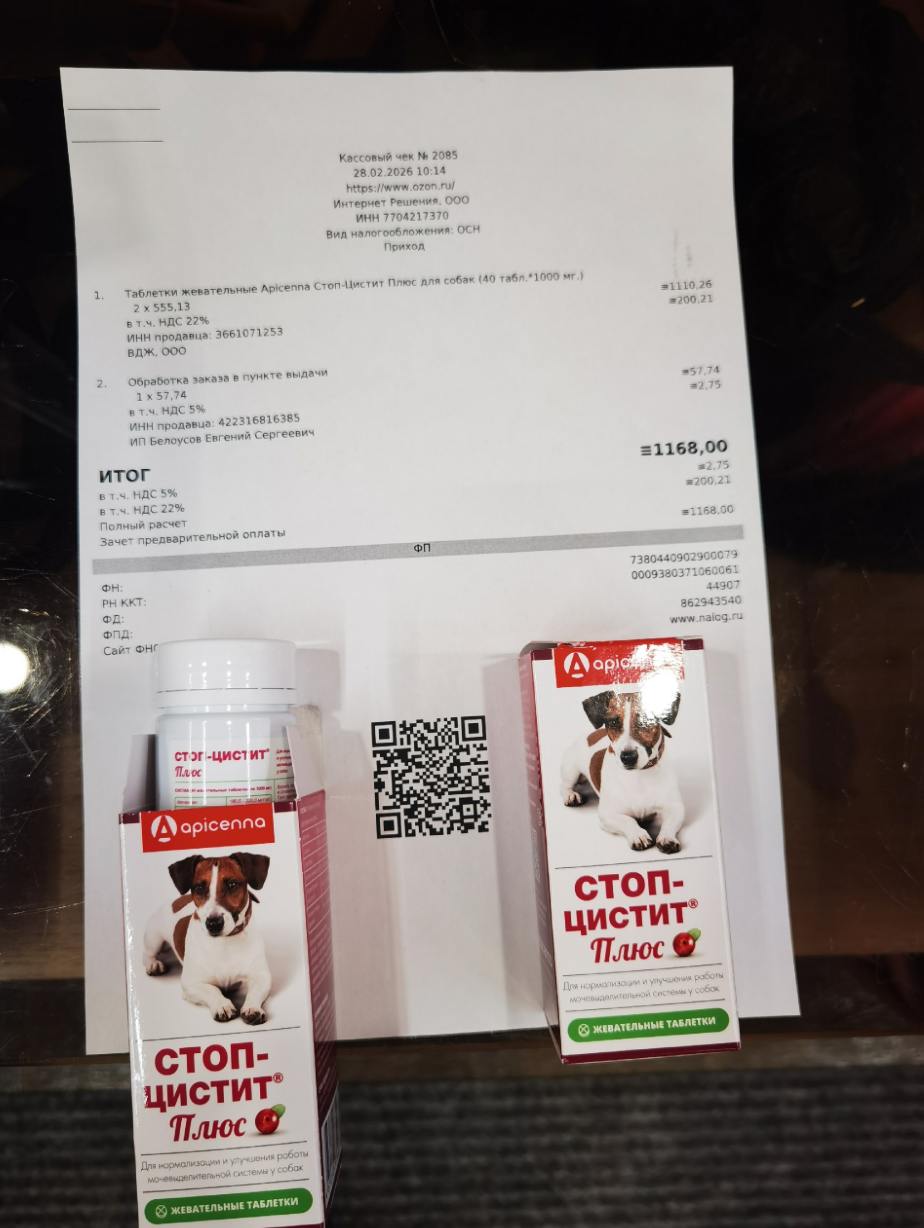 Кассовый чек № 2085
28.02.2026 10:14
https://www.ozon.ru/
Интернет Решения, ООО
ИНН 7704217370
Вид налогообложения: ОСН
Приход
1. Таблетки жевательные Apicenna Стоп-Цистит Плюс для собак (40 табл.*1000 мг.) ≡1110,26
2 x 555,13 ≡200,21
в т.ч. НДС 22%
ИНН продавца: 3661071253
ВДЖ, ООО
2. Обработка заказа в пункте выдачи ≡57,74
1 x 57,74 ≡2,75
в т.ч. НДС 5%
ИНН продавца: 422316816385
ИП Белоусов Евгений Сергеевич
ИТОГ ≡1168,00
в т.ч. НДС 5% ≡2,75
в т.ч. НДС 22% ≡200,21
Полный расчет
Зачет предварительной оплаты ≡1168,00
ФП
ФН: 7380440902900079
РН ККТ: 0009380371060061
ФД: 44907
ФПД: 862943540
Сайт ФНС www.nalog.ru
СТОП-ЦИСТИТ®
Плюс
apicenna
СТОП-
ЦИСТИТ®
Плюс
Для нормализации и улучшения работы
мочевыделительной системы у собак
ЖЕВАТЕЛЬНЫЕ ТАБЛЕТКИ
apicenna
СТОП-
ЦИСТИТ®
Плюс
Для нормализации и улучшения работы
мочевыделительной системы у собак
ЖЕВАТЕЛЬНЫЕ ТАБЛЕТКИ